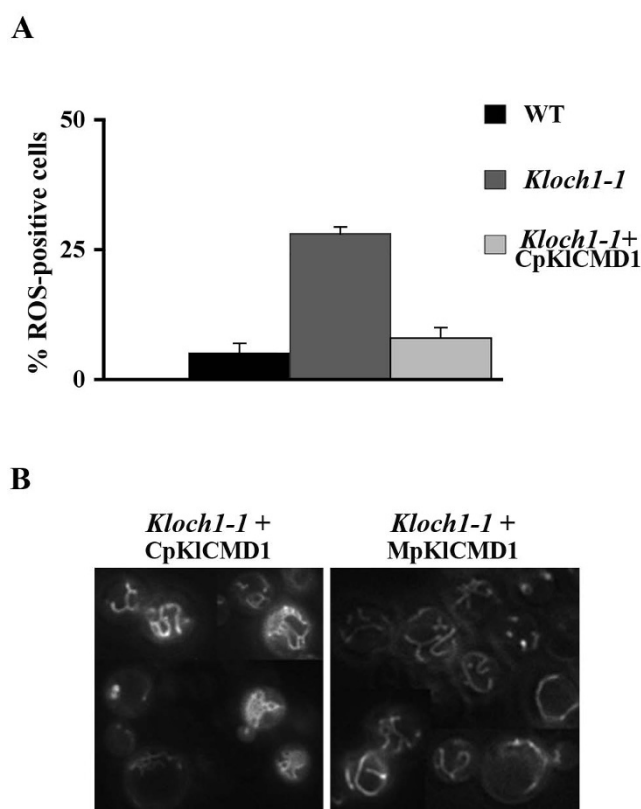 A
% ROS-positive cells
50
25
0
WT
Kloch1-1
Kloch1-1+
CpKlCMD1
B
Kloch1-1 +
CpKlCMD1
Kloch1-1 +
MpKlCMD1